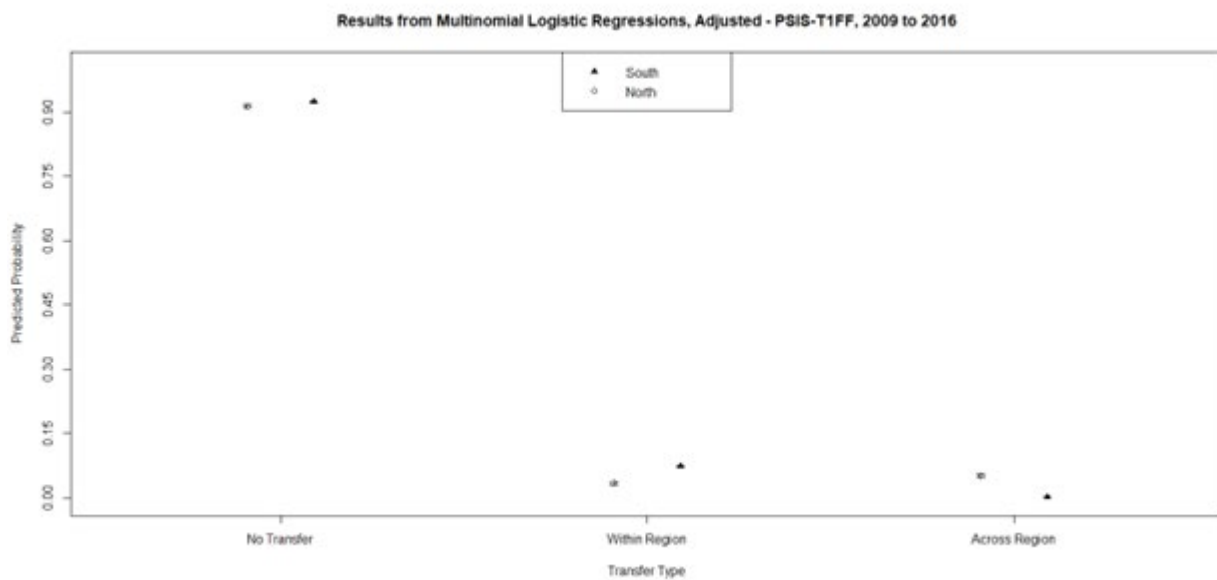 Results from Multinomial Logistic Regressions, Adjusted - PSIS-T1FF, 2009 to 2016
South
North
Predicted Probability
0.90
0.75
0.60
0.45
0.30
0.15
0.00
No Transfer
Within Region
Across Region
Transfer Type